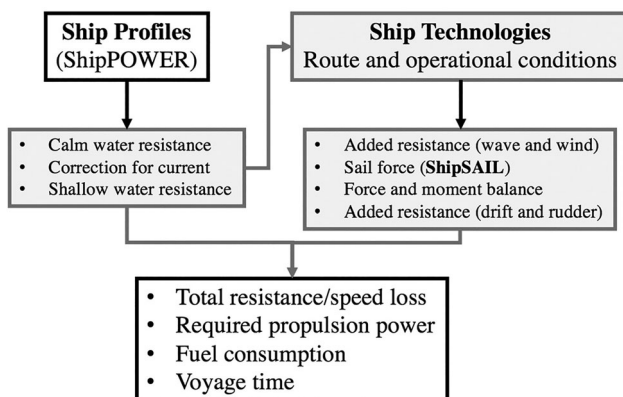 Ship Profiles
(ShipPOWER)
Ship Technologies
Route and operational conditions
• Calm water resistance
• Correction for current
• Shallow water resistance
• Added resistance (wave and wind)
• Sail force (ShipSAIL)
• Force and moment balance
• Added resistance (drift and rudder)
• Total resistance/speed loss
• Required propulsion power
• Fuel consumption
• Voyage time